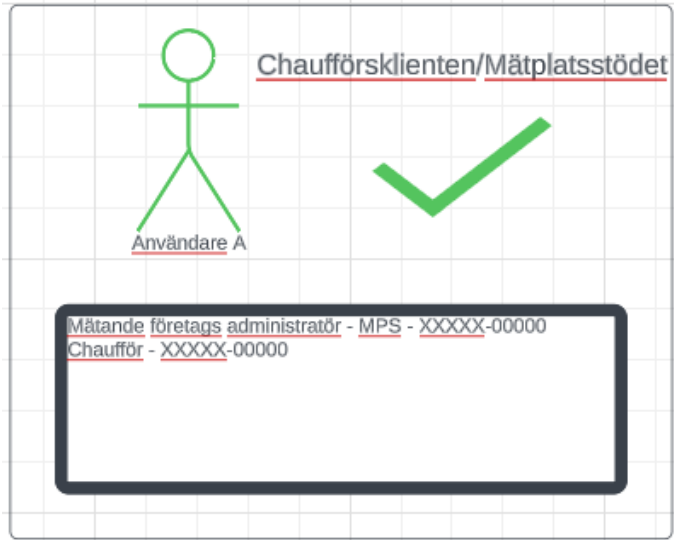 Chaufförsklienten/Mätplatsstödet
Användare A
Mätande företags administratör - MPS - XXXXX-00000
Chaufför - XXXXX-00000